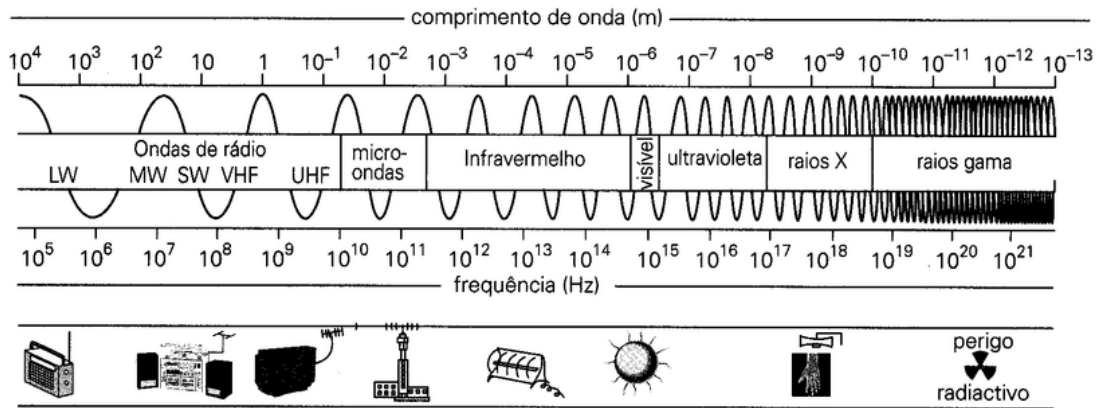 comprimento de onda (m)
10⁴ 10³ 10² 10 1 10⁻¹ 10⁻² 10⁻³ 10⁻⁴ 10⁻⁵ 10⁻⁶ 10⁻⁷ 10⁻⁸ 10⁻⁹ 10⁻¹⁰ 10⁻¹¹ 10⁻¹² 10⁻¹³
Ondas de rádio
LW MW SW VHF UHF
micro-
ondas
Infravermelho
visível
ultravioleta
raios X
raios gama
10⁵ 10⁶ 10⁷ 10⁸ 10⁹ 10¹⁰ 10¹¹ 10¹² 10¹³ 10¹⁴ 10¹⁵ 10¹⁶ 10¹⁷ 10¹⁸ 10¹⁹ 10²⁰ 10²¹
frequência (Hz)
perigo
radiactivo